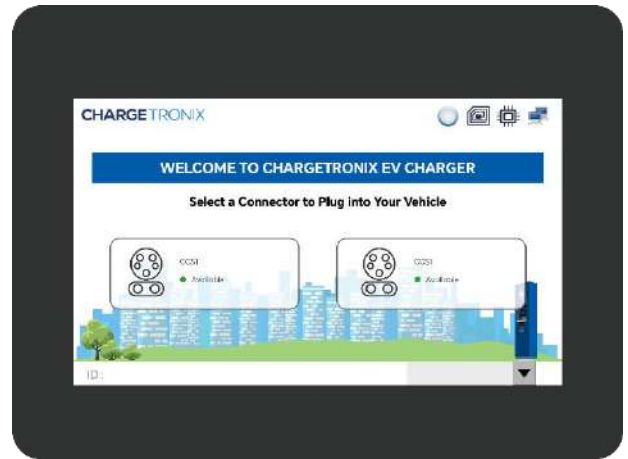 CHARGETRONIX
WELCOME TO CHARGETRONIX EV CHARGER
Select a Connector to Plug into Your Vehicle
CCS1
Available
CCS1
Available
ID: